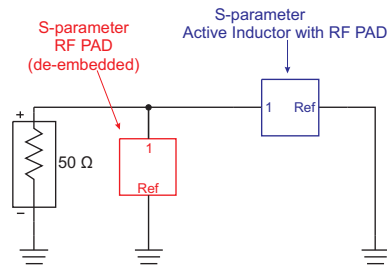 S-parameter
Active Inductor with RF PAD
S-parameter
RF PAD
(de-embedded)
+
1 Ref
1
50 Ω
Ref
−